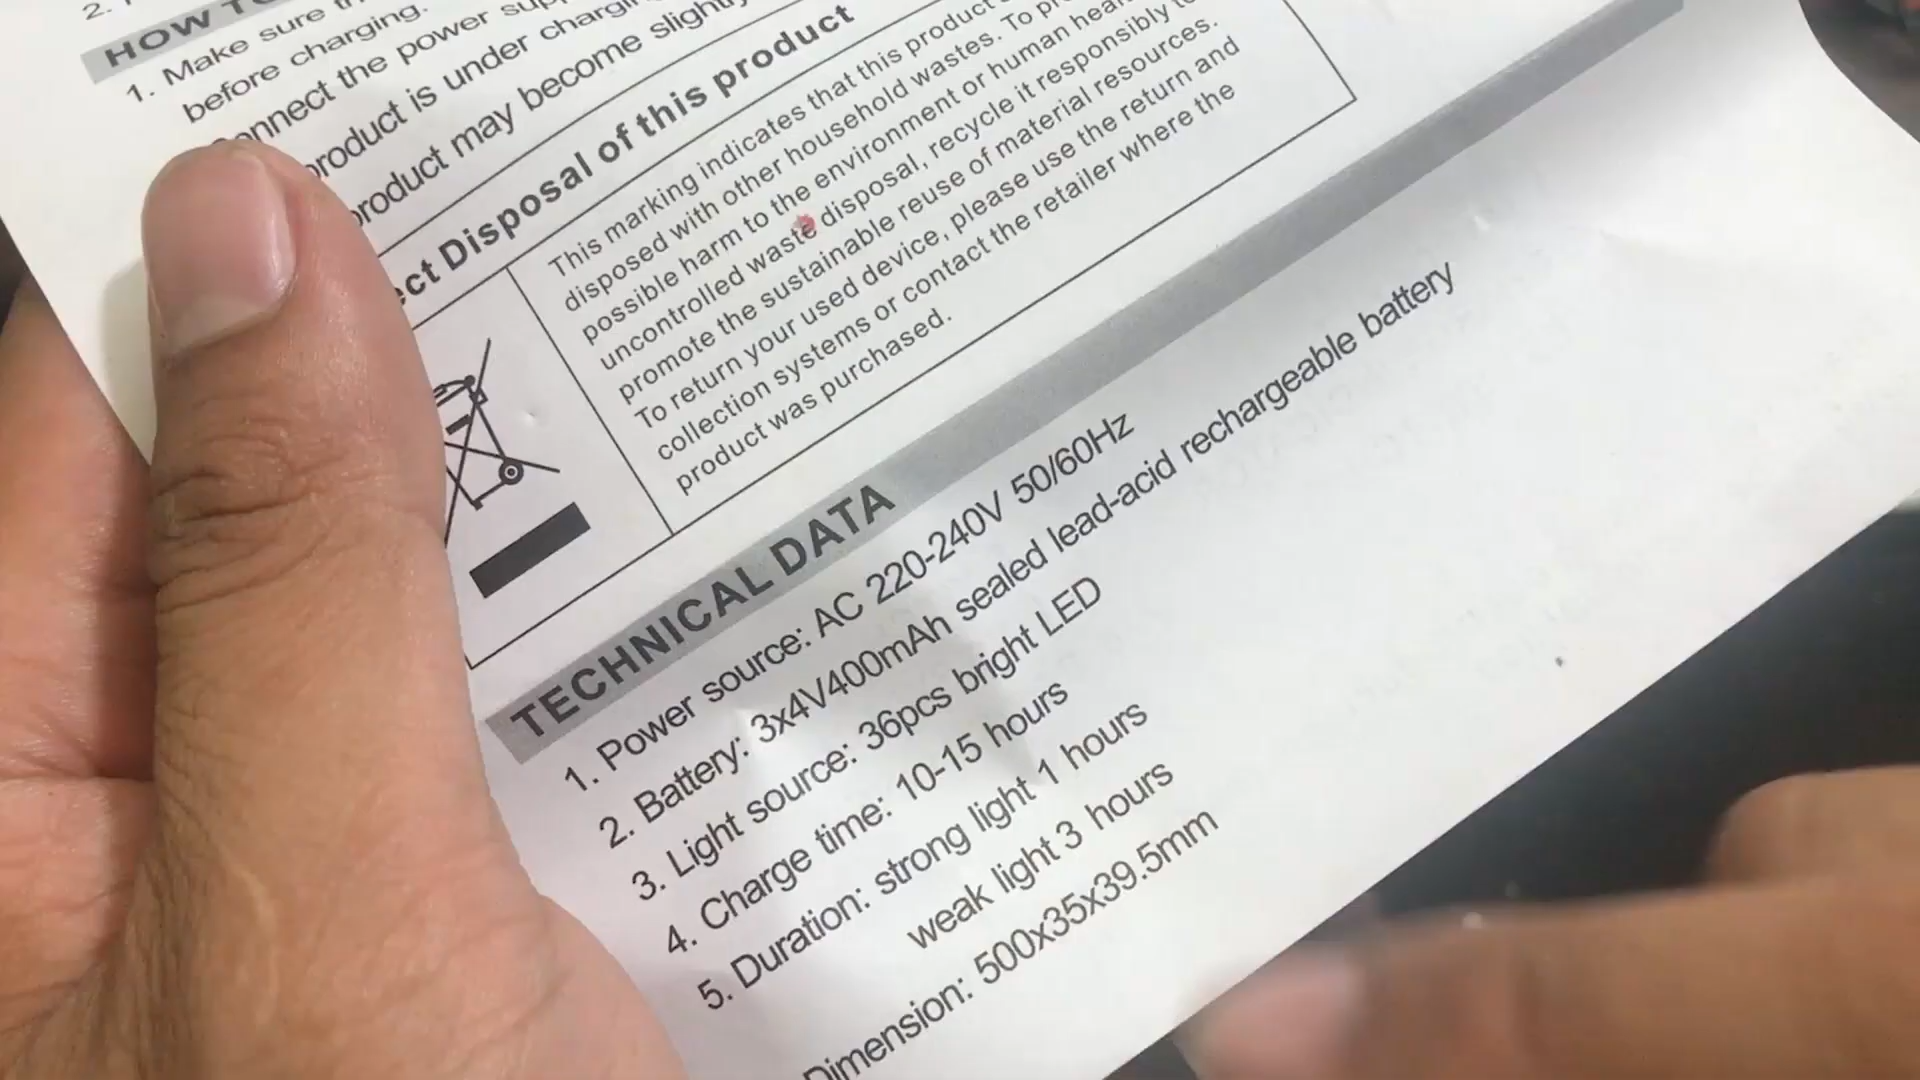 2.
HOW TO
1. Make sure
before charging.
onnect the power
product is under
product may become slightly
ect Disposal of this product
This marking indicates that this product
disposed with other household wastes. To
possible harm to the environment or human
uncontrolled waste disposal, recycle it responsibly to
promote the sustainable reuse of material resources.
To return your used device, please use the return and
collection systems or contact the retailer where the
product was purchased.
TECHNICAL DATA
1. Power source: AC 220-240V 50/60Hz
2. Battery: 3x4V400mAh sealed lead-acid rechargeable battery
3. Light source: 36pcs bright LED
4. Charge time: 10-15 hours
5. Duration: strong light 1 hours
weak light 3 hours
Dimension: 500x35x39.5mm